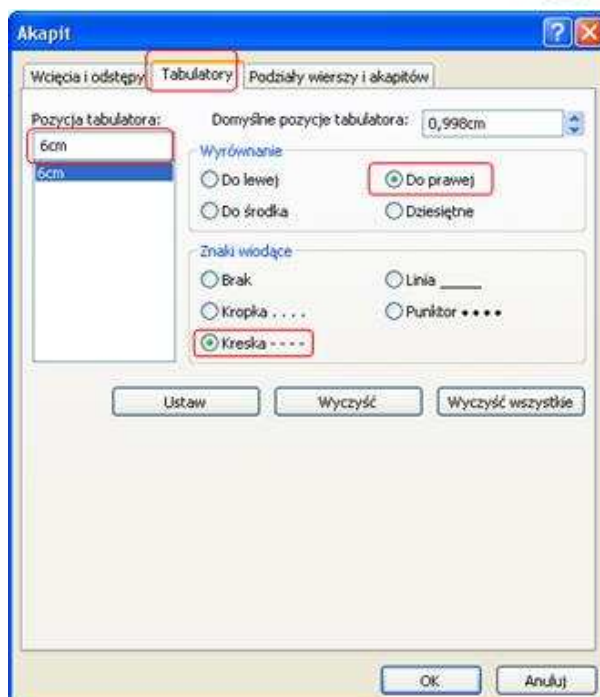 Akapit
Wcięcia i odstępy Tabulatory Podziały wierszy i akapitów
Pozycja tabulatora: Domyślne pozycje tabulatora: 0,998cm
6cm
6cm
Wyrównanie
Do lewej Do prawej
Do środka Dziesiętne
Znaki wiodące
Brak Linia _____
Kropka . . . . Punktor • • • •
Kreska - - - -
Ustaw Wyczyść Wyczyść wszystkie
OK Anuluj